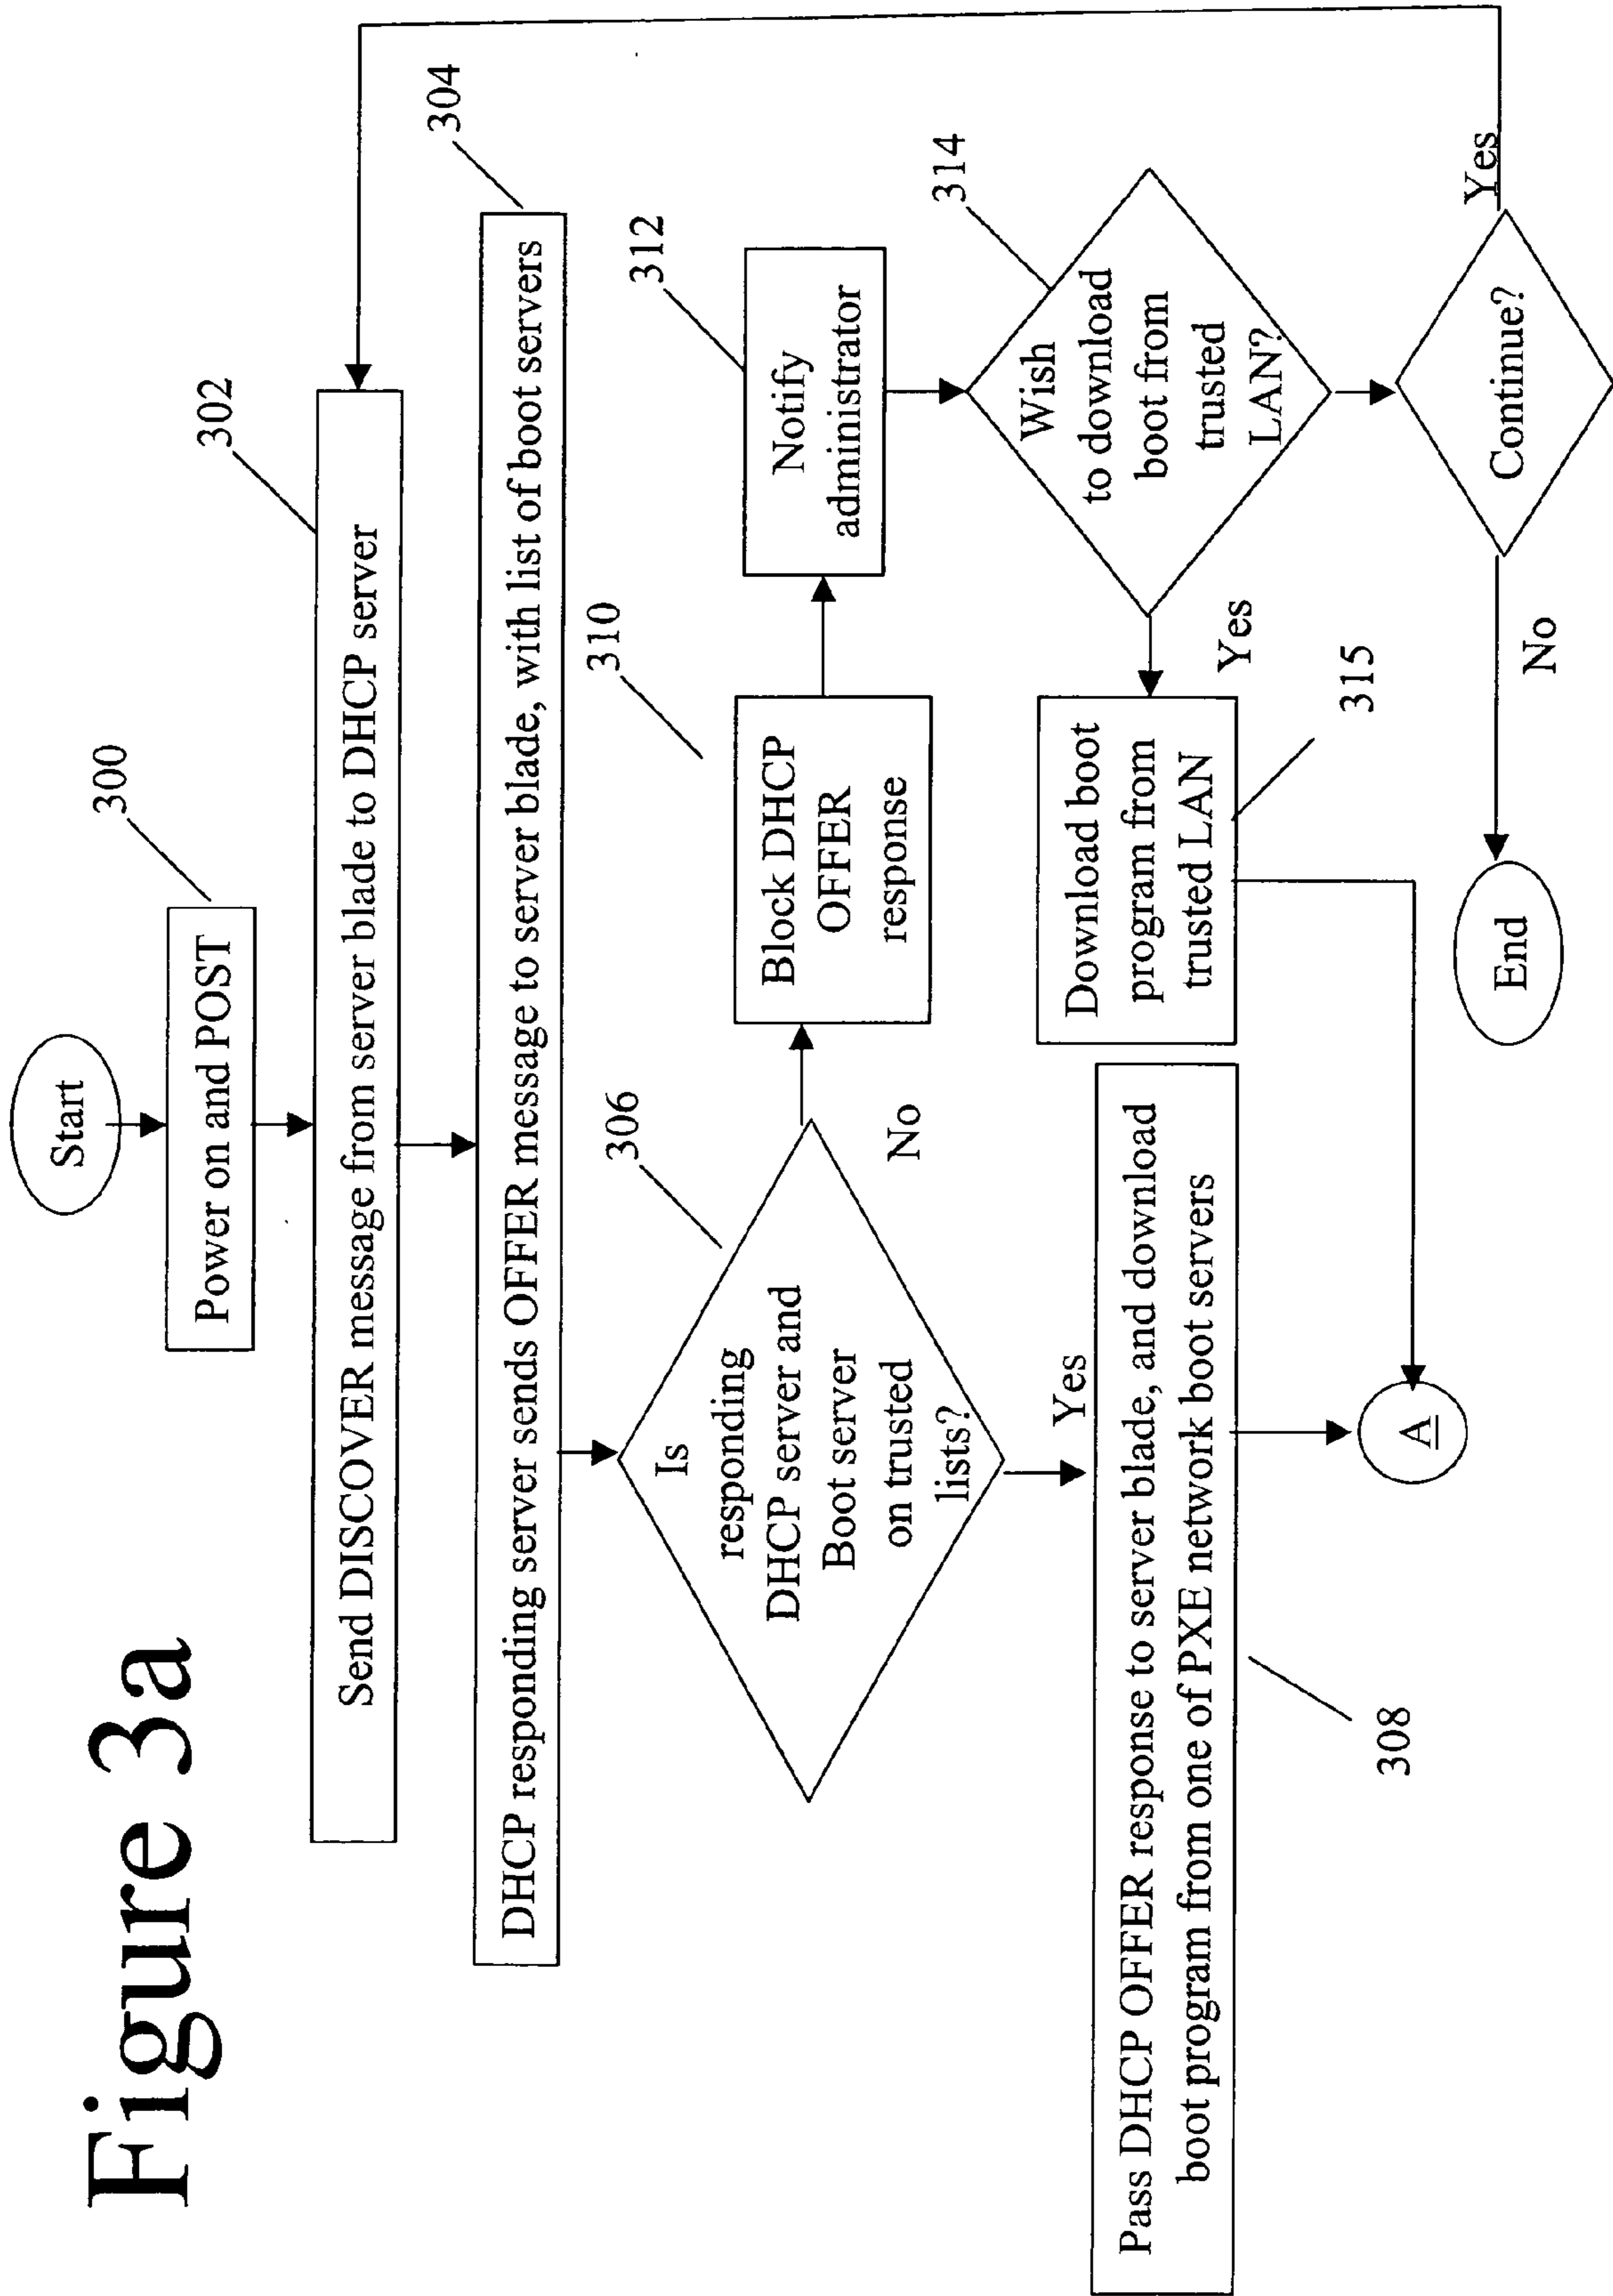 Figure 3a
Start
300
Power on and POST
302
Send DISCOVER message from server blade to DHCP server
304
DHCP responding server sends OFFER message to server blade, with list of boot servers
306
Is
responding
DHCP server and
Boot server
on trusted
lists?
No
Yes
310
Block DHCP
OFFER
response
312
Notify
administrator
314
Wish
to download
boot from
trusted
LAN?
Yes
Download boot
program from
trusted LAN
315
Pass DHCP OFFER response to server blade, and download
boot program from one of PXE network boot servers
308
A
Continue?
Yes
No
End